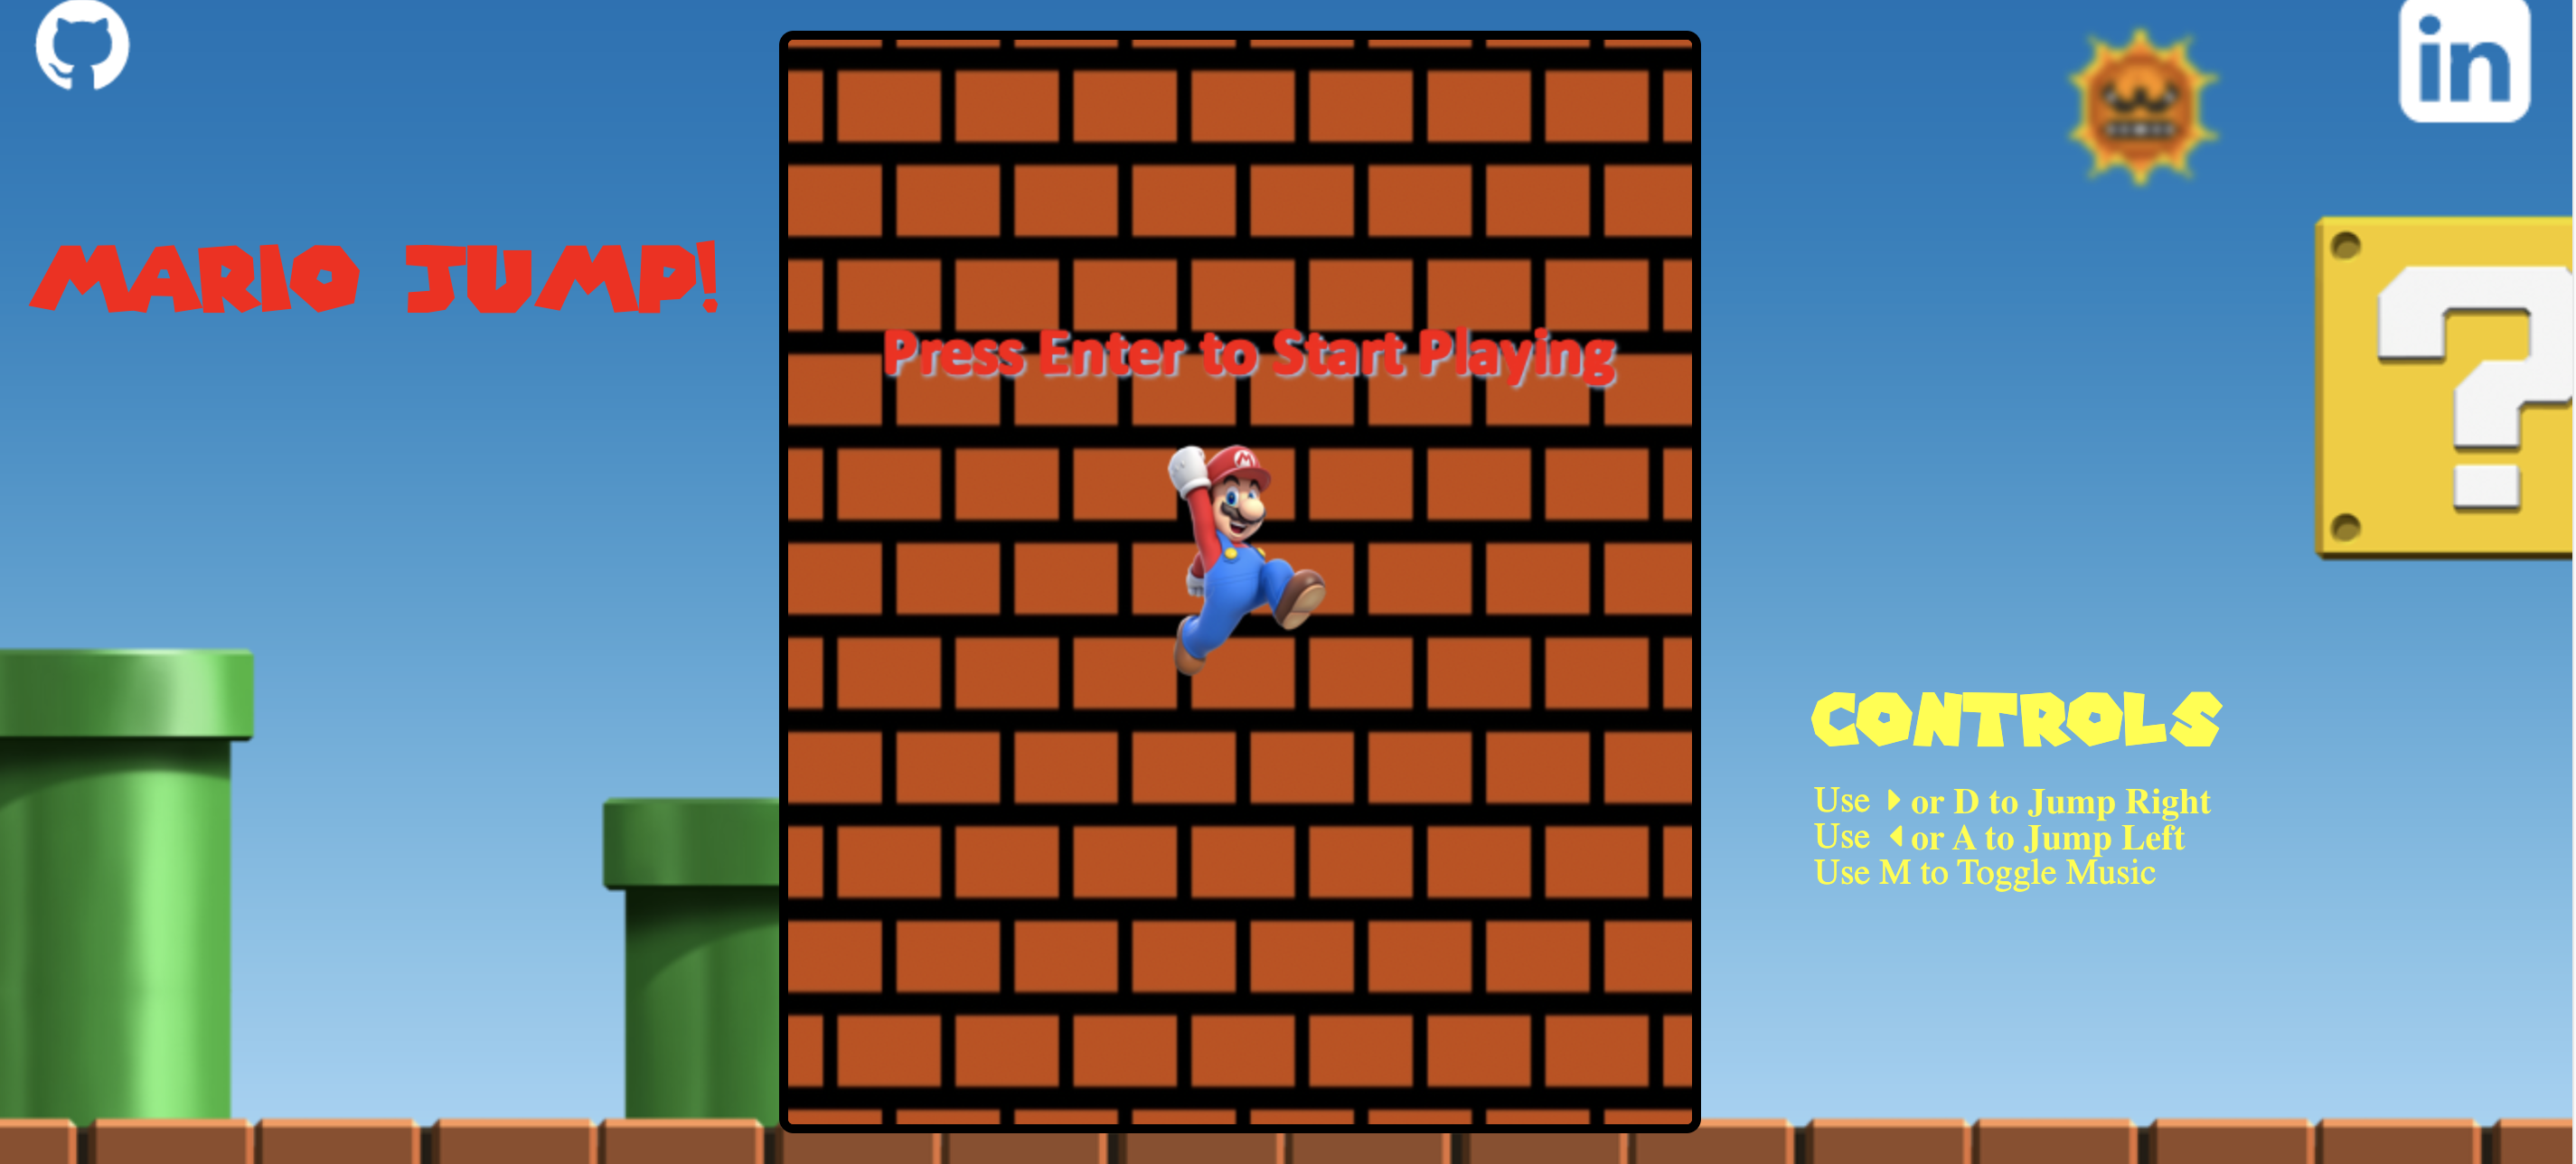 in
MARIO JUMP!
Press Enter to Start Playing
M
?
CONTROLS
Use ▶ or D to Jump Right
Use ◀ or A to Jump Left
Use M to Toggle Music